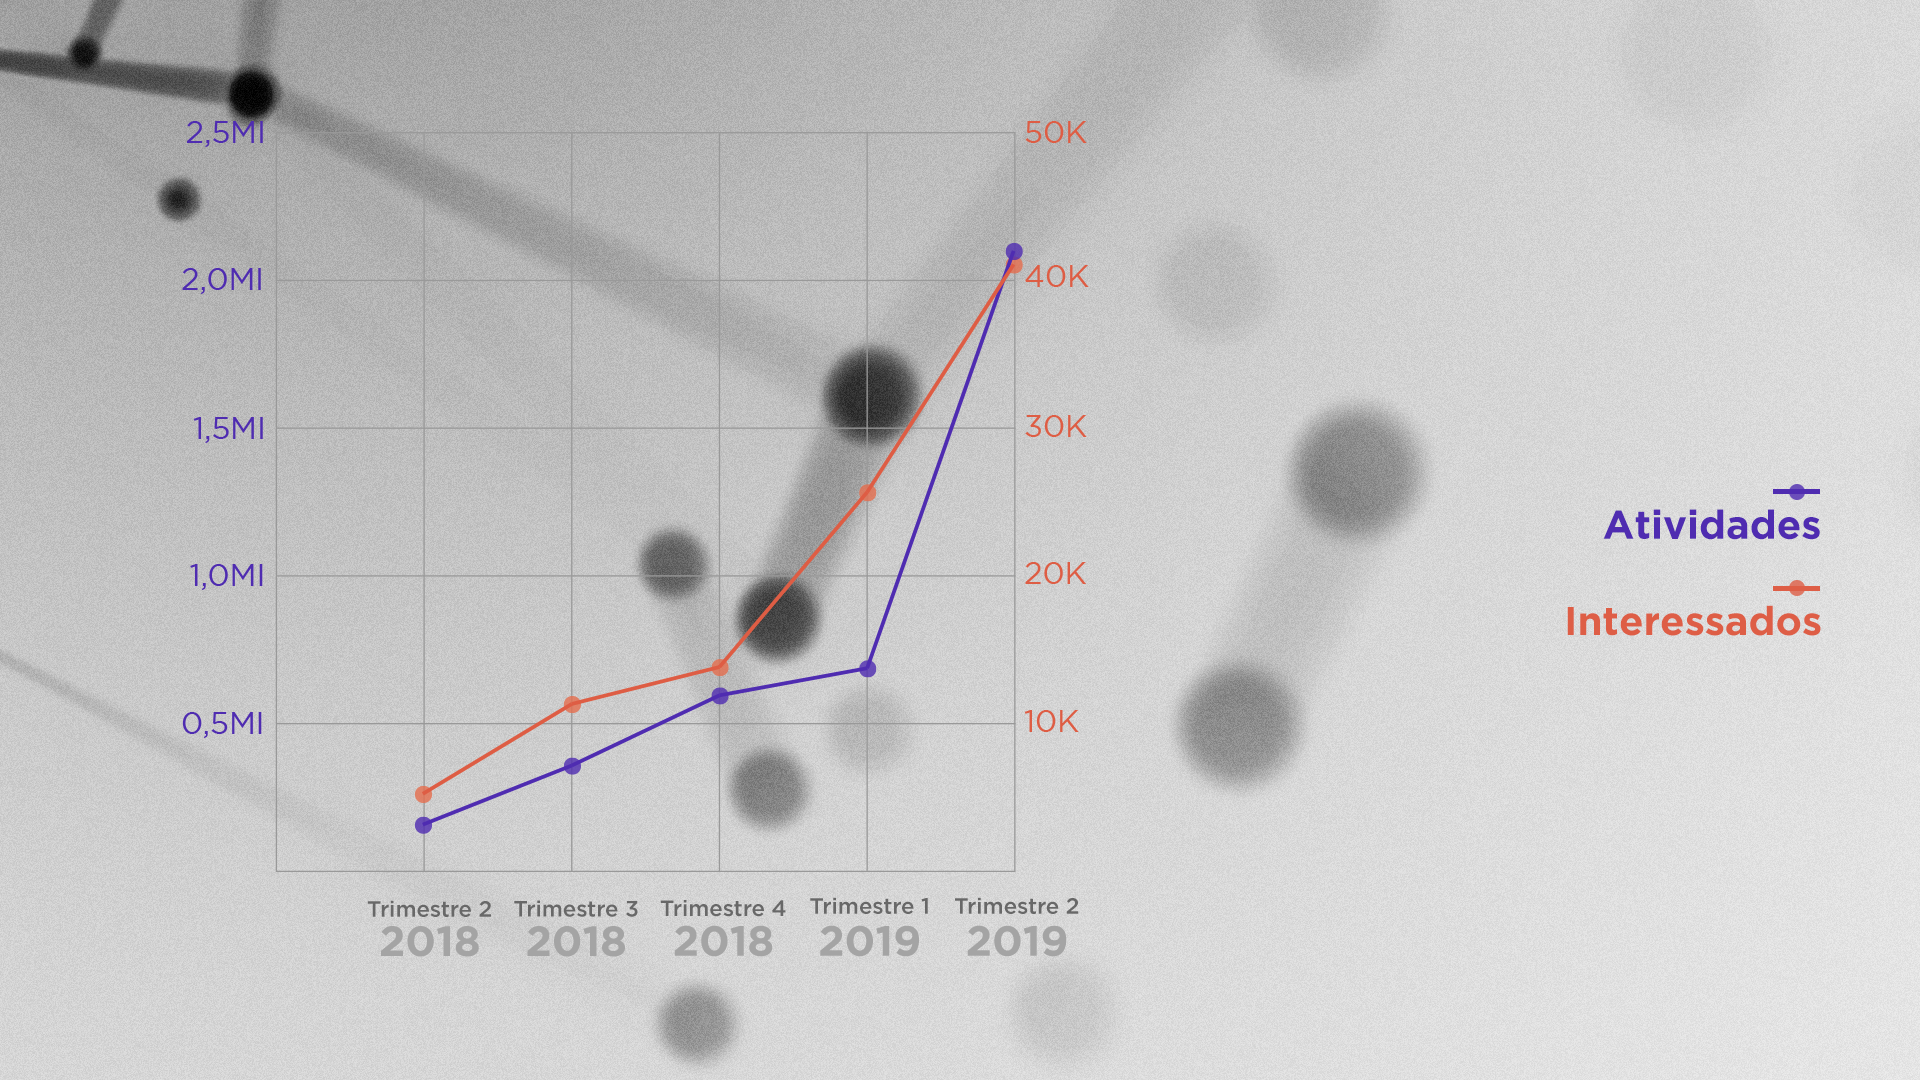 2,5MI
2,0MI
1,5MI
1,0MI
0,5MI
50K
40K
30K
20K
10K
Trimestre 2
2018
Trimestre 3
2018
Trimestre 4
2018
Trimestre 1
2019
Trimestre 2
2019
Atividades
Interessados